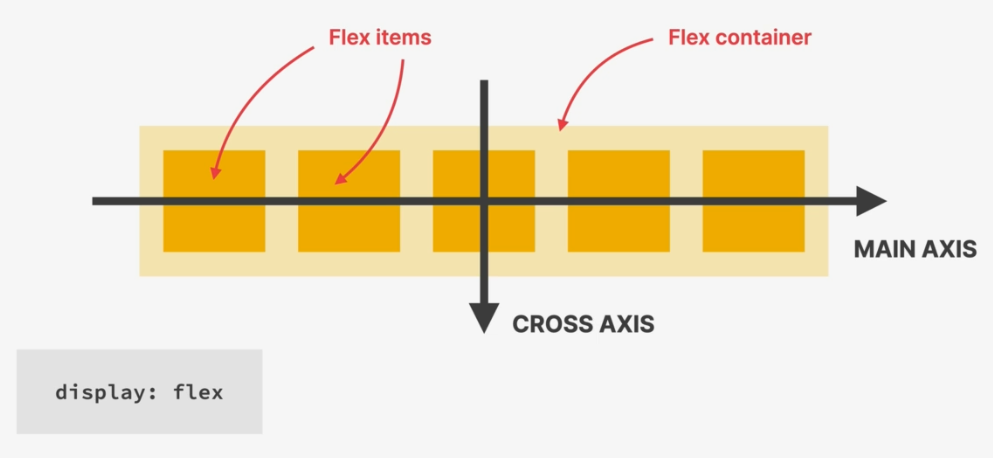 Flex items
Flex container
MAIN AXIS
CROSS AXIS
display: flex